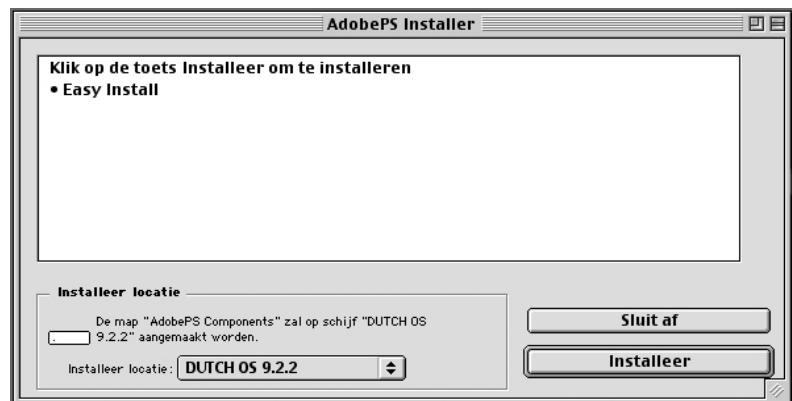 AdobePS Installer
Klik op de toets Installeer om te installeren
• Easy Install
Installeer locatie
De map "AdobePS Components" zal op schijf "DUTCH OS
9.2.2" aangemaakt worden.
Installeer locatie: DUTCH OS 9.2.2
Sluit af
Installeer